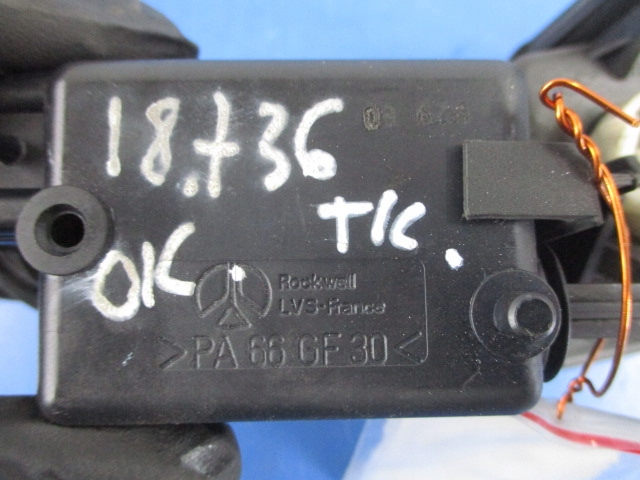 18.736
T/C.
OK.
Rockwell
LVS-France
>PA 66 GF 30<